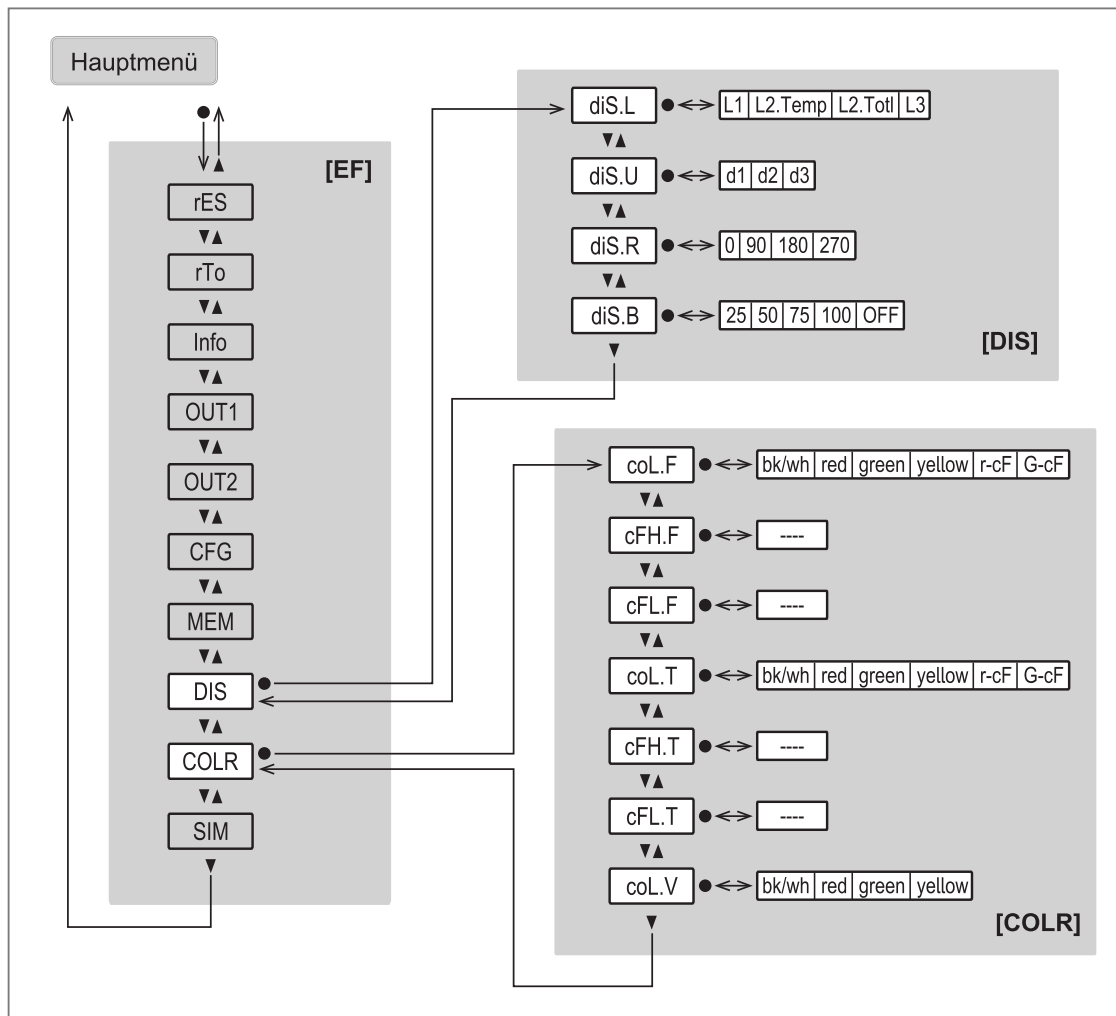 Hauptmenü
[EF]
rES
rTo
Info
OUT1
OUT2
CFG
MEM
DIS
COLR
SIM
diS.L L1 L2.Temp L2.Totl L3
diS.U d1 d2 d3
diS.R 0 90 180 270
diS.B 25 50 75 100 OFF
[DIS]
coL.F bk/wh red green yellow r-cF G-cF
cFH.F ----
cFL.F ----
coL.T bk/wh red green yellow r-cF G-cF
cFH.T ----
cFL.T ----
coL.V bk/wh red green yellow
[COLR]